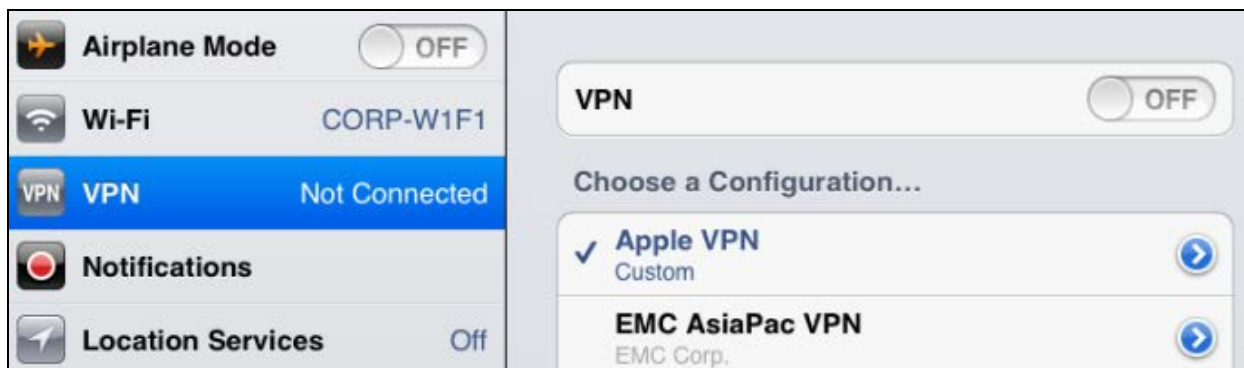 Airplane Mode OFF
Wi-Fi CORP-W1F1
VPN VPN Not Connected
Notifications
Location Services Off
VPN OFF
Choose a Configuration...
Apple VPN
Custom
EMC AsiaPac VPN
EMC Corp.